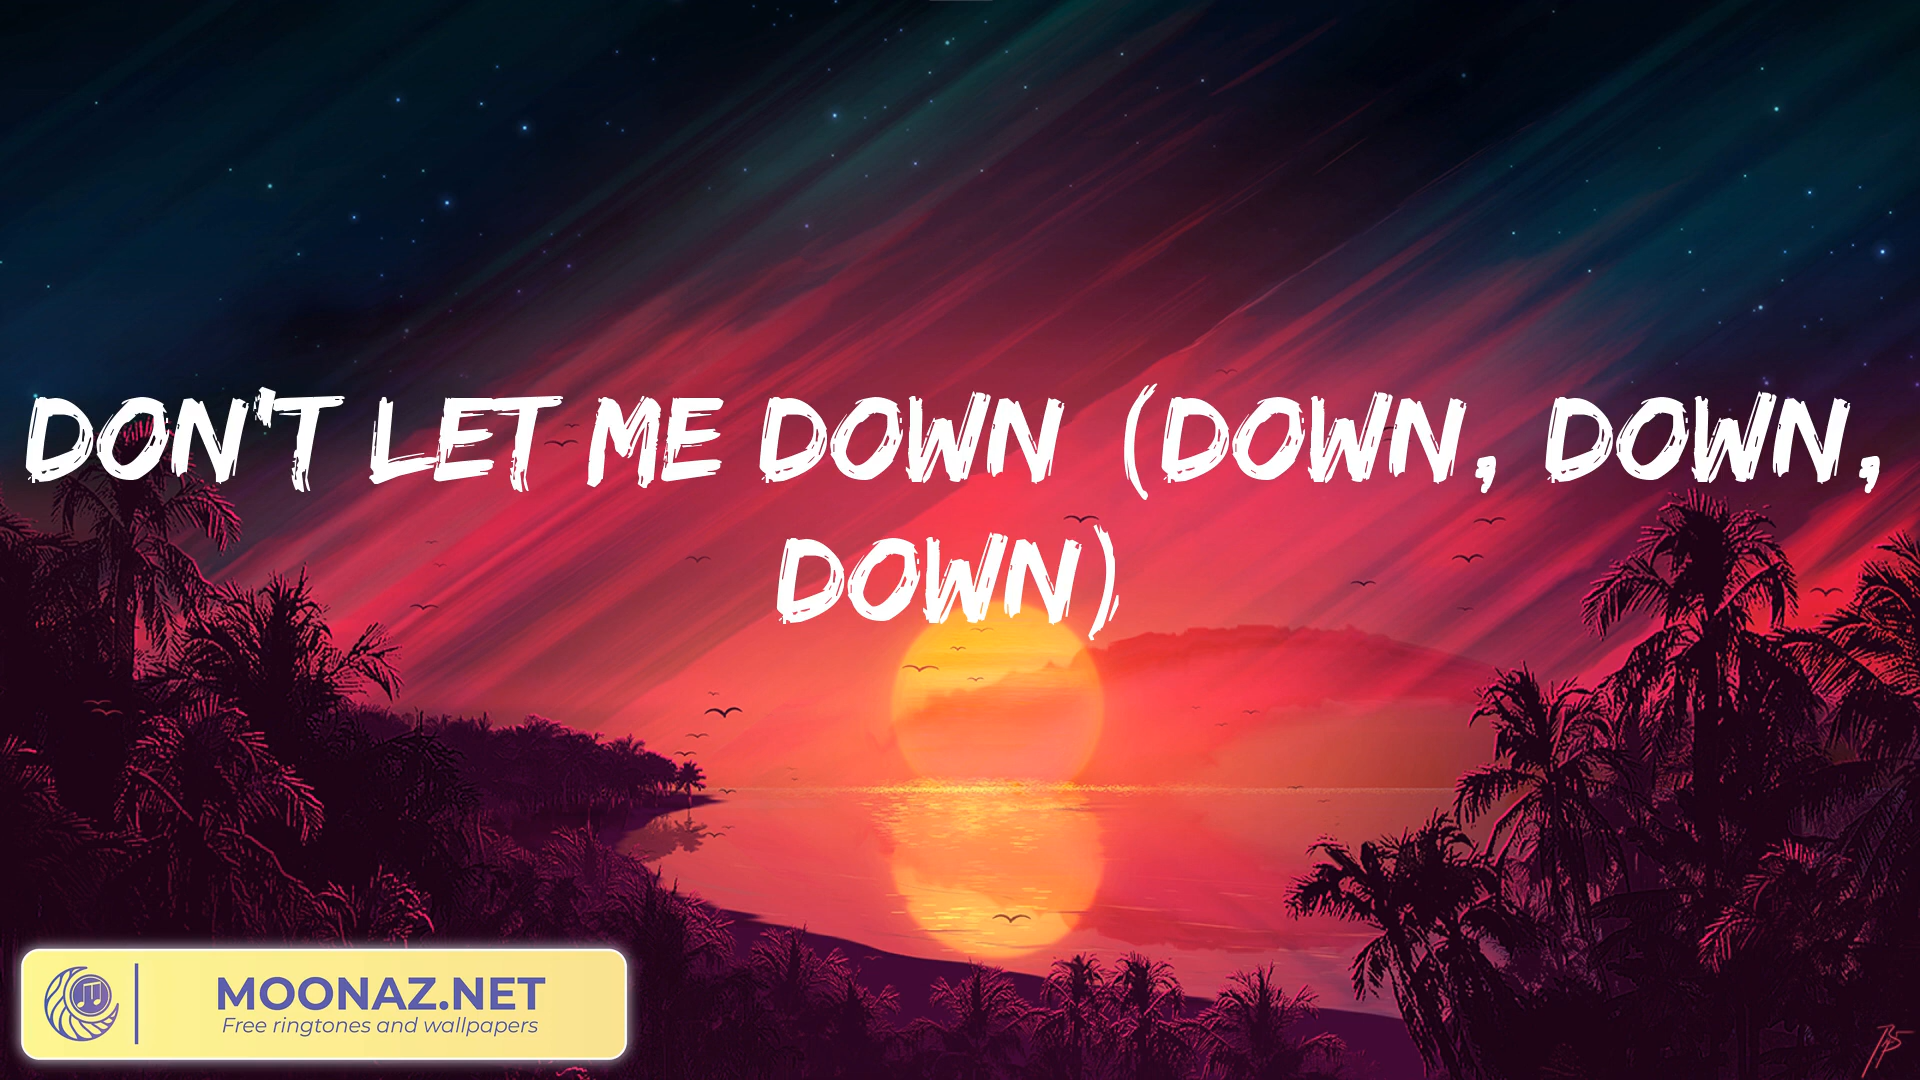 DON'T LET ME DOWN (DOWN, DOWN,
DOWN)
MOONAZ.NET
Free ringtones and wallpapers